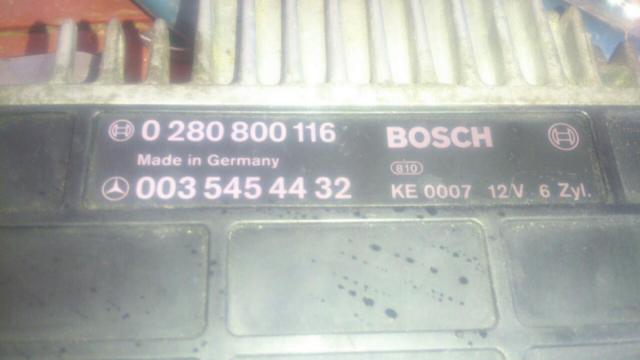 0 280 800 116
BOSCH
Made in Germany
810
003 545 44 32
KE 0007 12 V 6 Zyl.